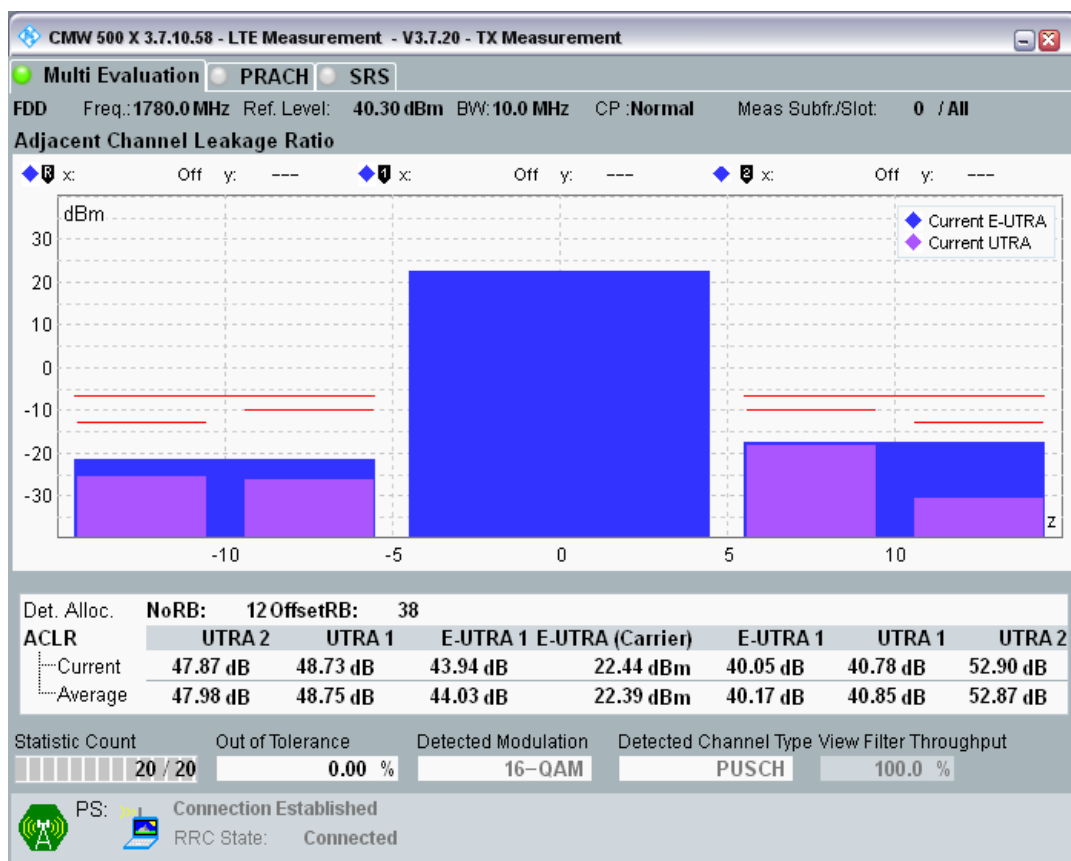 CMW 500 X 3.7.10.58 - LTE Measurement - V3.7.20 - TX Measurement
Multi Evaluation PRACH SRS
FDD Freq.: 1780.0 MHz Ref. Level: 40.30 dBm BW: 10.0 MHz CP : Normal Meas Subfr./Slot: 0 / All
Adjacent Channel Leakage Ratio
R x: Off y: --- 1 x: Off y: --- 2 x: Off y: ---
dBm
Current E-UTRA
Current UTRA
30
20
10
0
-10
-20
-30
z
-10 -5 0 5 10
Det. Alloc. NoRB: 12 OffsetRB: 38
ACLR UTRA 2 UTRA 1 E-UTRA 1 E-UTRA (Carrier) E-UTRA 1 UTRA 1 UTRA 2
Current 47.87 dB 48.73 dB 43.94 dB 22.44 dBm 40.05 dB 40.78 dB 52.90 dB
Average 47.98 dB 48.75 dB 44.03 dB 22.39 dBm 40.17 dB 40.85 dB 52.87 dB
Statistic Count Out of Tolerance Detected Modulation Detected Channel Type View Filter Throughput
20 / 20 0.00 % 16-QAM PUSCH 100.0 %
PS: Connection Established
RRC State: Connected